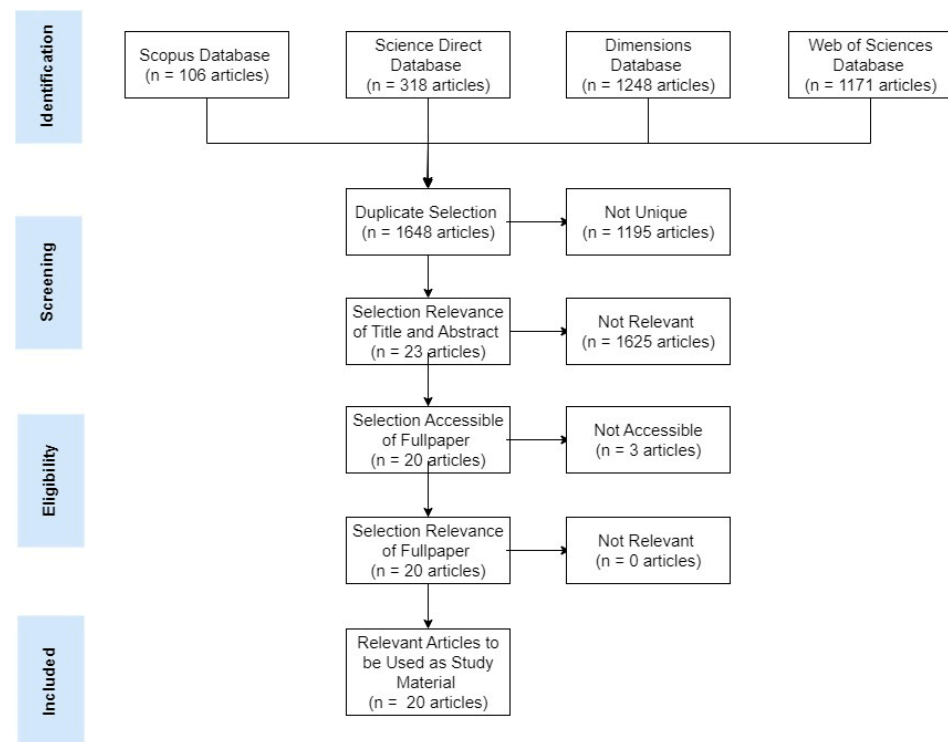 Identification
Scopus Database
(n = 106 articles)
Science Direct
Database
(n = 318 articles)
Dimensions
Database
(n = 1248 articles)
Web of Sciences
Database
(n = 1171 articles)
Screening
Duplicate Selection
(n = 1648 articles)
Not Unique
(n = 1195 articles)
Selection Relevance
of Title and Abstract
(n = 23 articles)
Not Relevant
(n = 1625 articles)
Eligibility
Selection Accessible
of Fullpaper
(n = 20 articles)
Not Accessible
(n = 3 articles)
Selection Relevance
of Fullpaper
(n = 20 articles)
Not Relevant
(n = 0 articles)
Included
Relevant Articles to
be Used as Study
Material
(n = 20 articles)